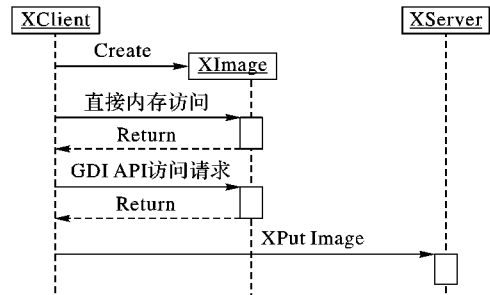 XClient
XServer
Create
XImage
直接内存访问
Return
GDI API访问请求
Return
XPut Image